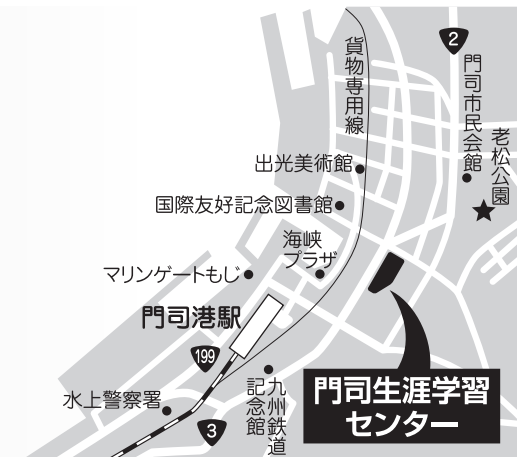 2
貨物専用線
門司市民会館
老松公園
出光美術館
国際友好記念図書館
海峡
プラザ
マリンゲートもじ
門司港駅
199
水上警察署
3
九州鉄道
記念館
門司生涯学習
センター